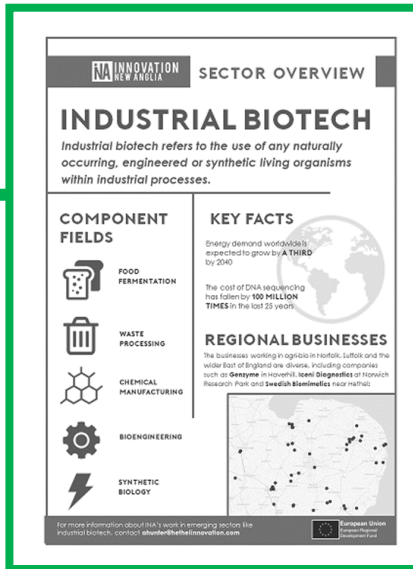 iNA INNOVATION
NEW ANGLIA
SECTOR OVERVIEW
INDUSTRIAL BIOTECH
Industrial biotech refers to the use of any naturally
occurring, engineered or synthetic living organisms
within industrial processes.
COMPONENT
FIELDS
FOOD
FERMENTATION
WASTE
PROCESSING
CHEMICAL
MANUFACTURING
BIOENGINEERING
SYNTHETIC
BIOLOGY
KEY FACTS
Energy demand worldwide is
expected to grow by A THIRD
by 2040
The cost of DNA sequencing
has fallen by 100 MILLION
TIMES in the last 25 years
REGIONAL BUSINESSES
The businesses working in agri-bio in Norfolk, Suffolk and the
wider East of England are diverse, including companies
such as Genzyme in Haverhill, Iceni Diagnostics at Norwich
Research Park and Swedish Biomimetics near Hethel
For more information about INA's work in emerging sectors like
industrial biotech, contact ahunter@hethelinnovation.com
European Union
European Regional
Development Fund